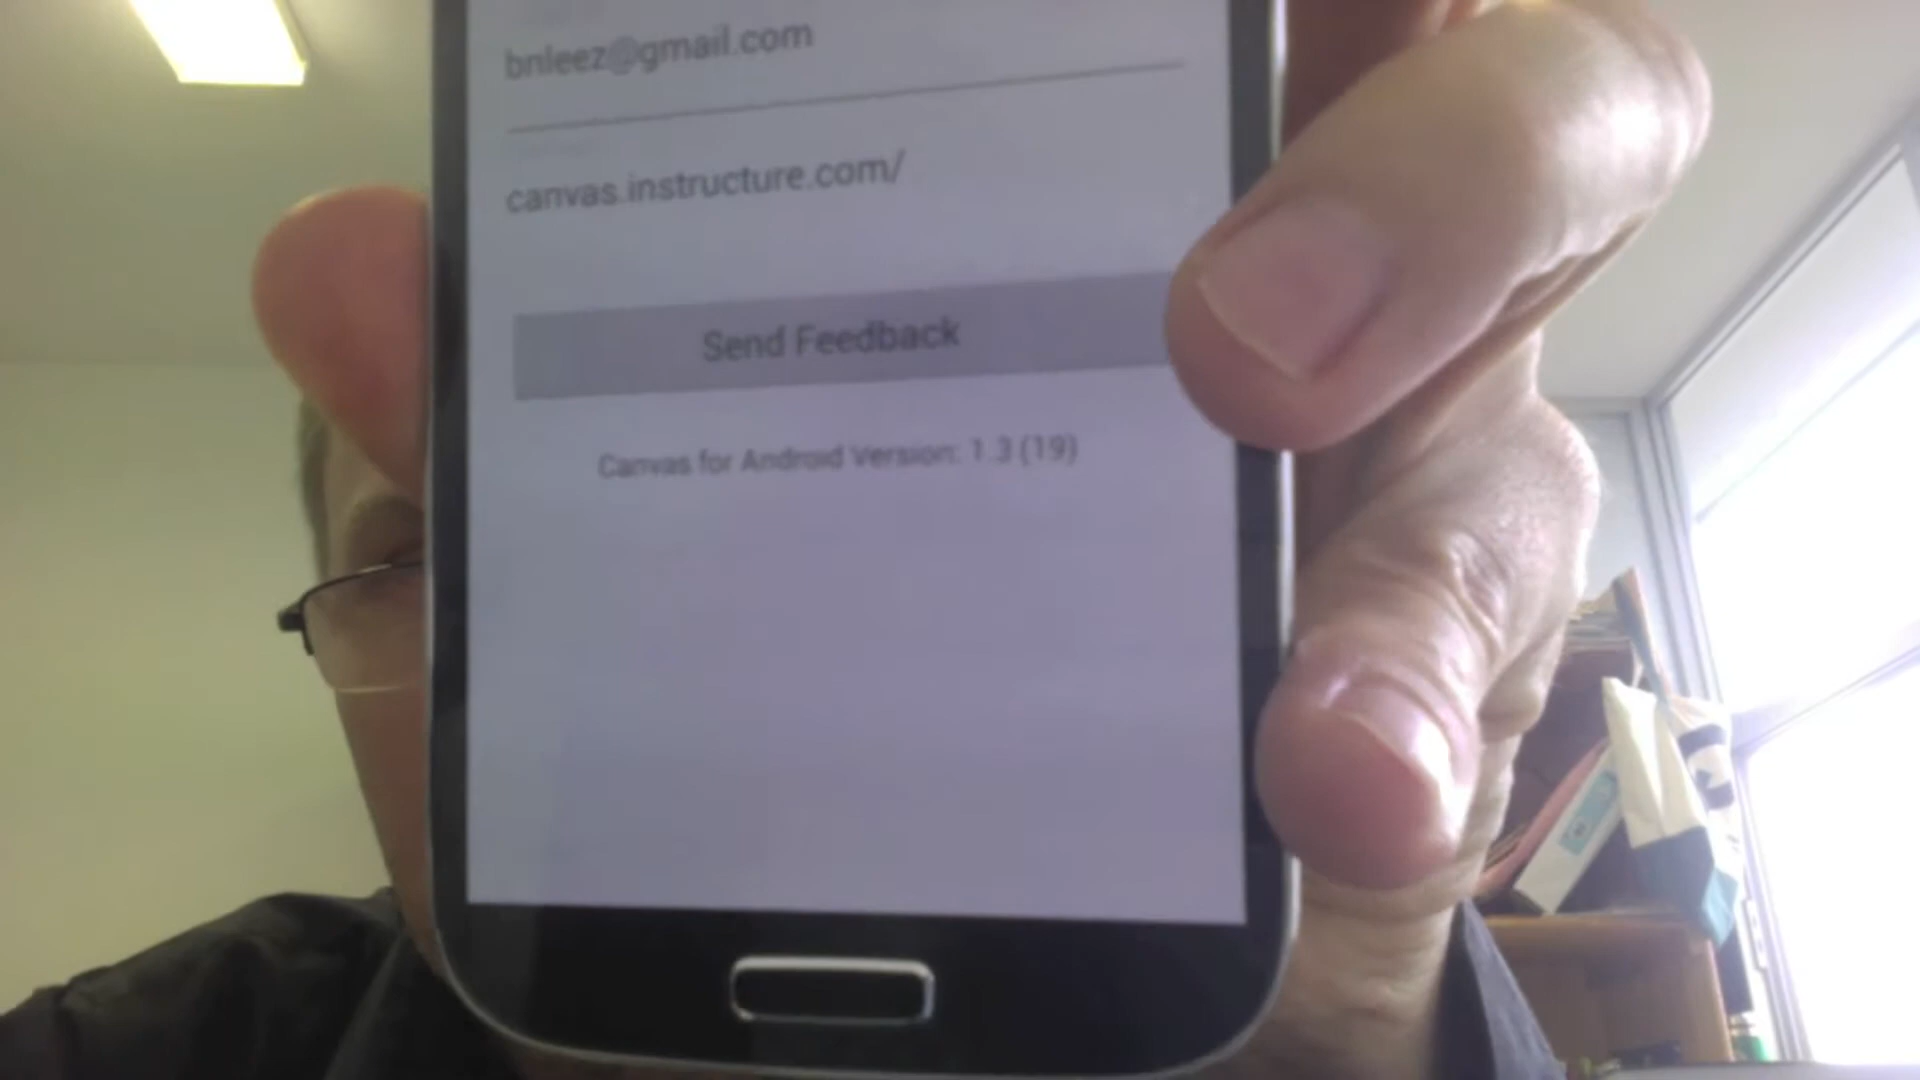 bnleez@gmail.com
canvas.instructure.com/
Send Feedback
Canvas for Android Version: 1.3 (19)